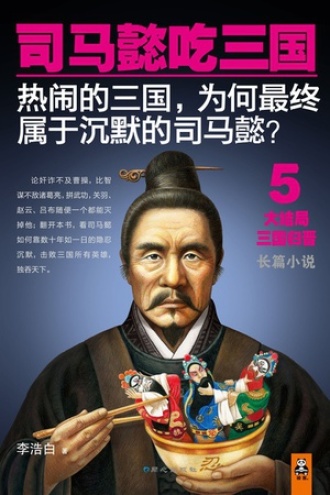 司马懿吃三国
热闹的三国，为何最终
属于沉默的司马懿？
论奸诈不及曹操，比智
谋不敌诸葛亮，拼武功，关羽、
赵云、吕布随便一个都能灭
掉他；翻开本书，看司马懿
如何靠数十年如一日的隐忍
沉默，击败三国所有英雄，
独吞天下。
5
大结局
三国归晋
长篇小说
忍
李浩白 著